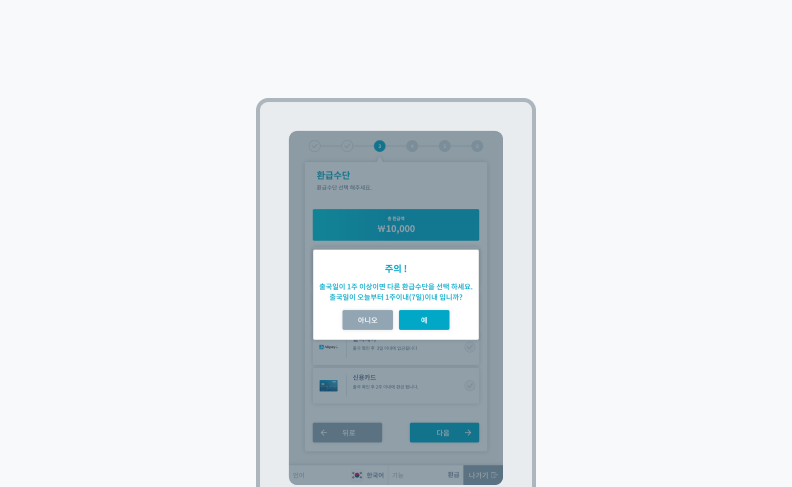 3
환급수단
환급수단 선택 해주세요.
총 환급액
₩10,000
주의 !
출국일이 1주 이상이면 다른 환급수단을 선택 하세요.
출국일이 오늘부터 1주이내(7일)이내 입니까?
아니오
예
신용카드
뒤로
다음
언어
한국어
기능
환급
나가기